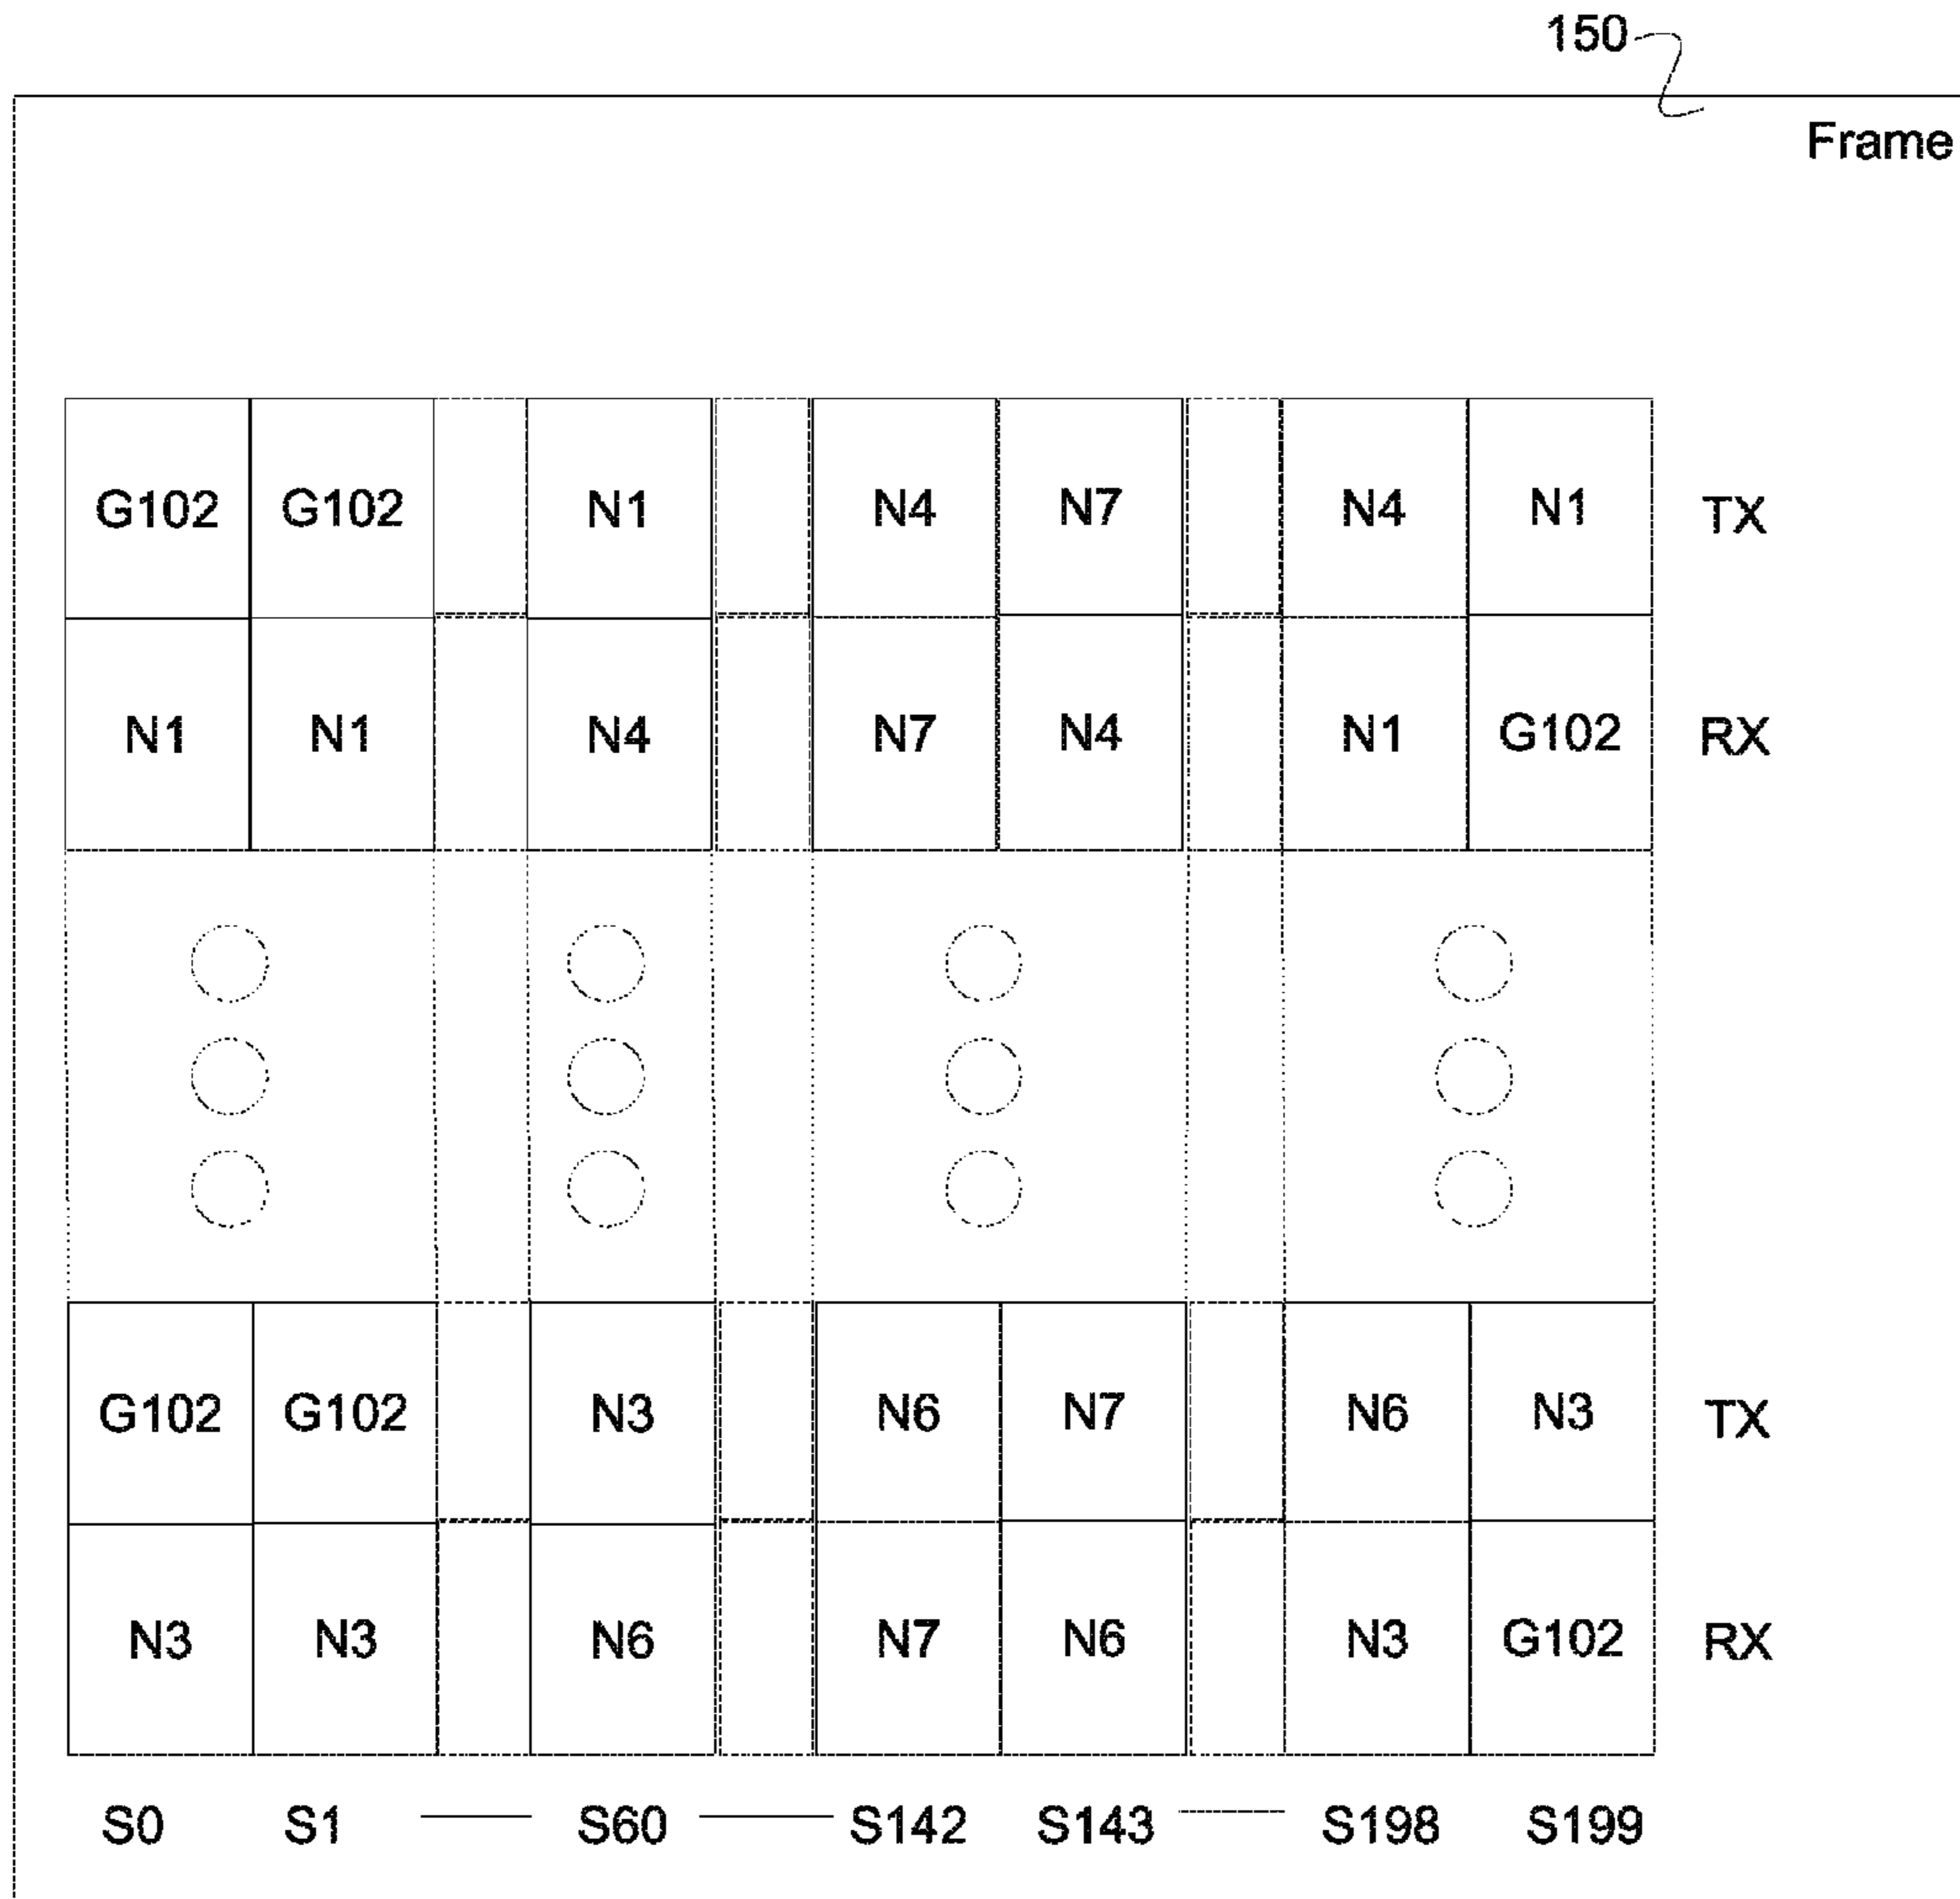 150
Frame
G102 G102 N1 N4 N7 N4 N1 TX
N1 N1 N4 N7 N4 N1 G102 RX
G102 G102 N3 N6 N7 N6 N3 TX
N3 N3 N6 N7 N6 N3 G102 RX
S0 S1 S60 S142 S143 S198 S199